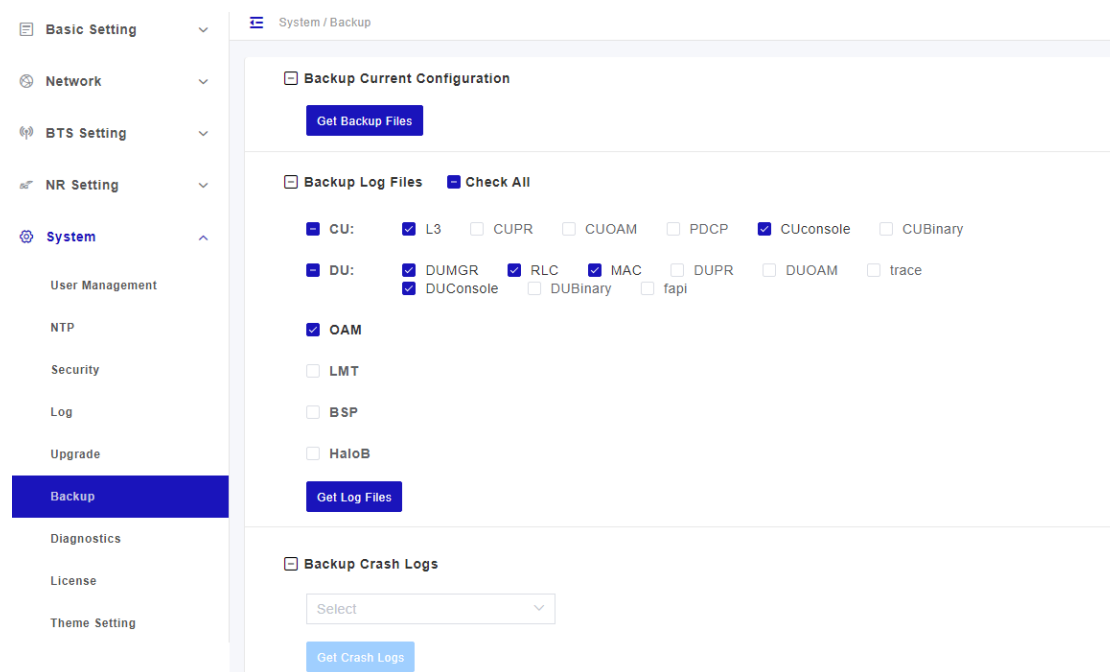 Basic Setting
Network
BTS Setting
NR Setting
System
User Management
NTP
Security
Log
Upgrade
Backup
Diagnostics
License
Theme Setting
System / Backup
Backup Current Configuration
Get Backup Files
Backup Log Files Check All
CU: L3 CUPR CUOAM PDCP CUconsole CUBinary
DU: DUMGR RLC MAC DUPR DUOAM trace
DUConsole DUBinary fapi
OAM
LMT
BSP
HaloB
Get Log Files
Backup Crash Logs
Select
Get Crash Logs